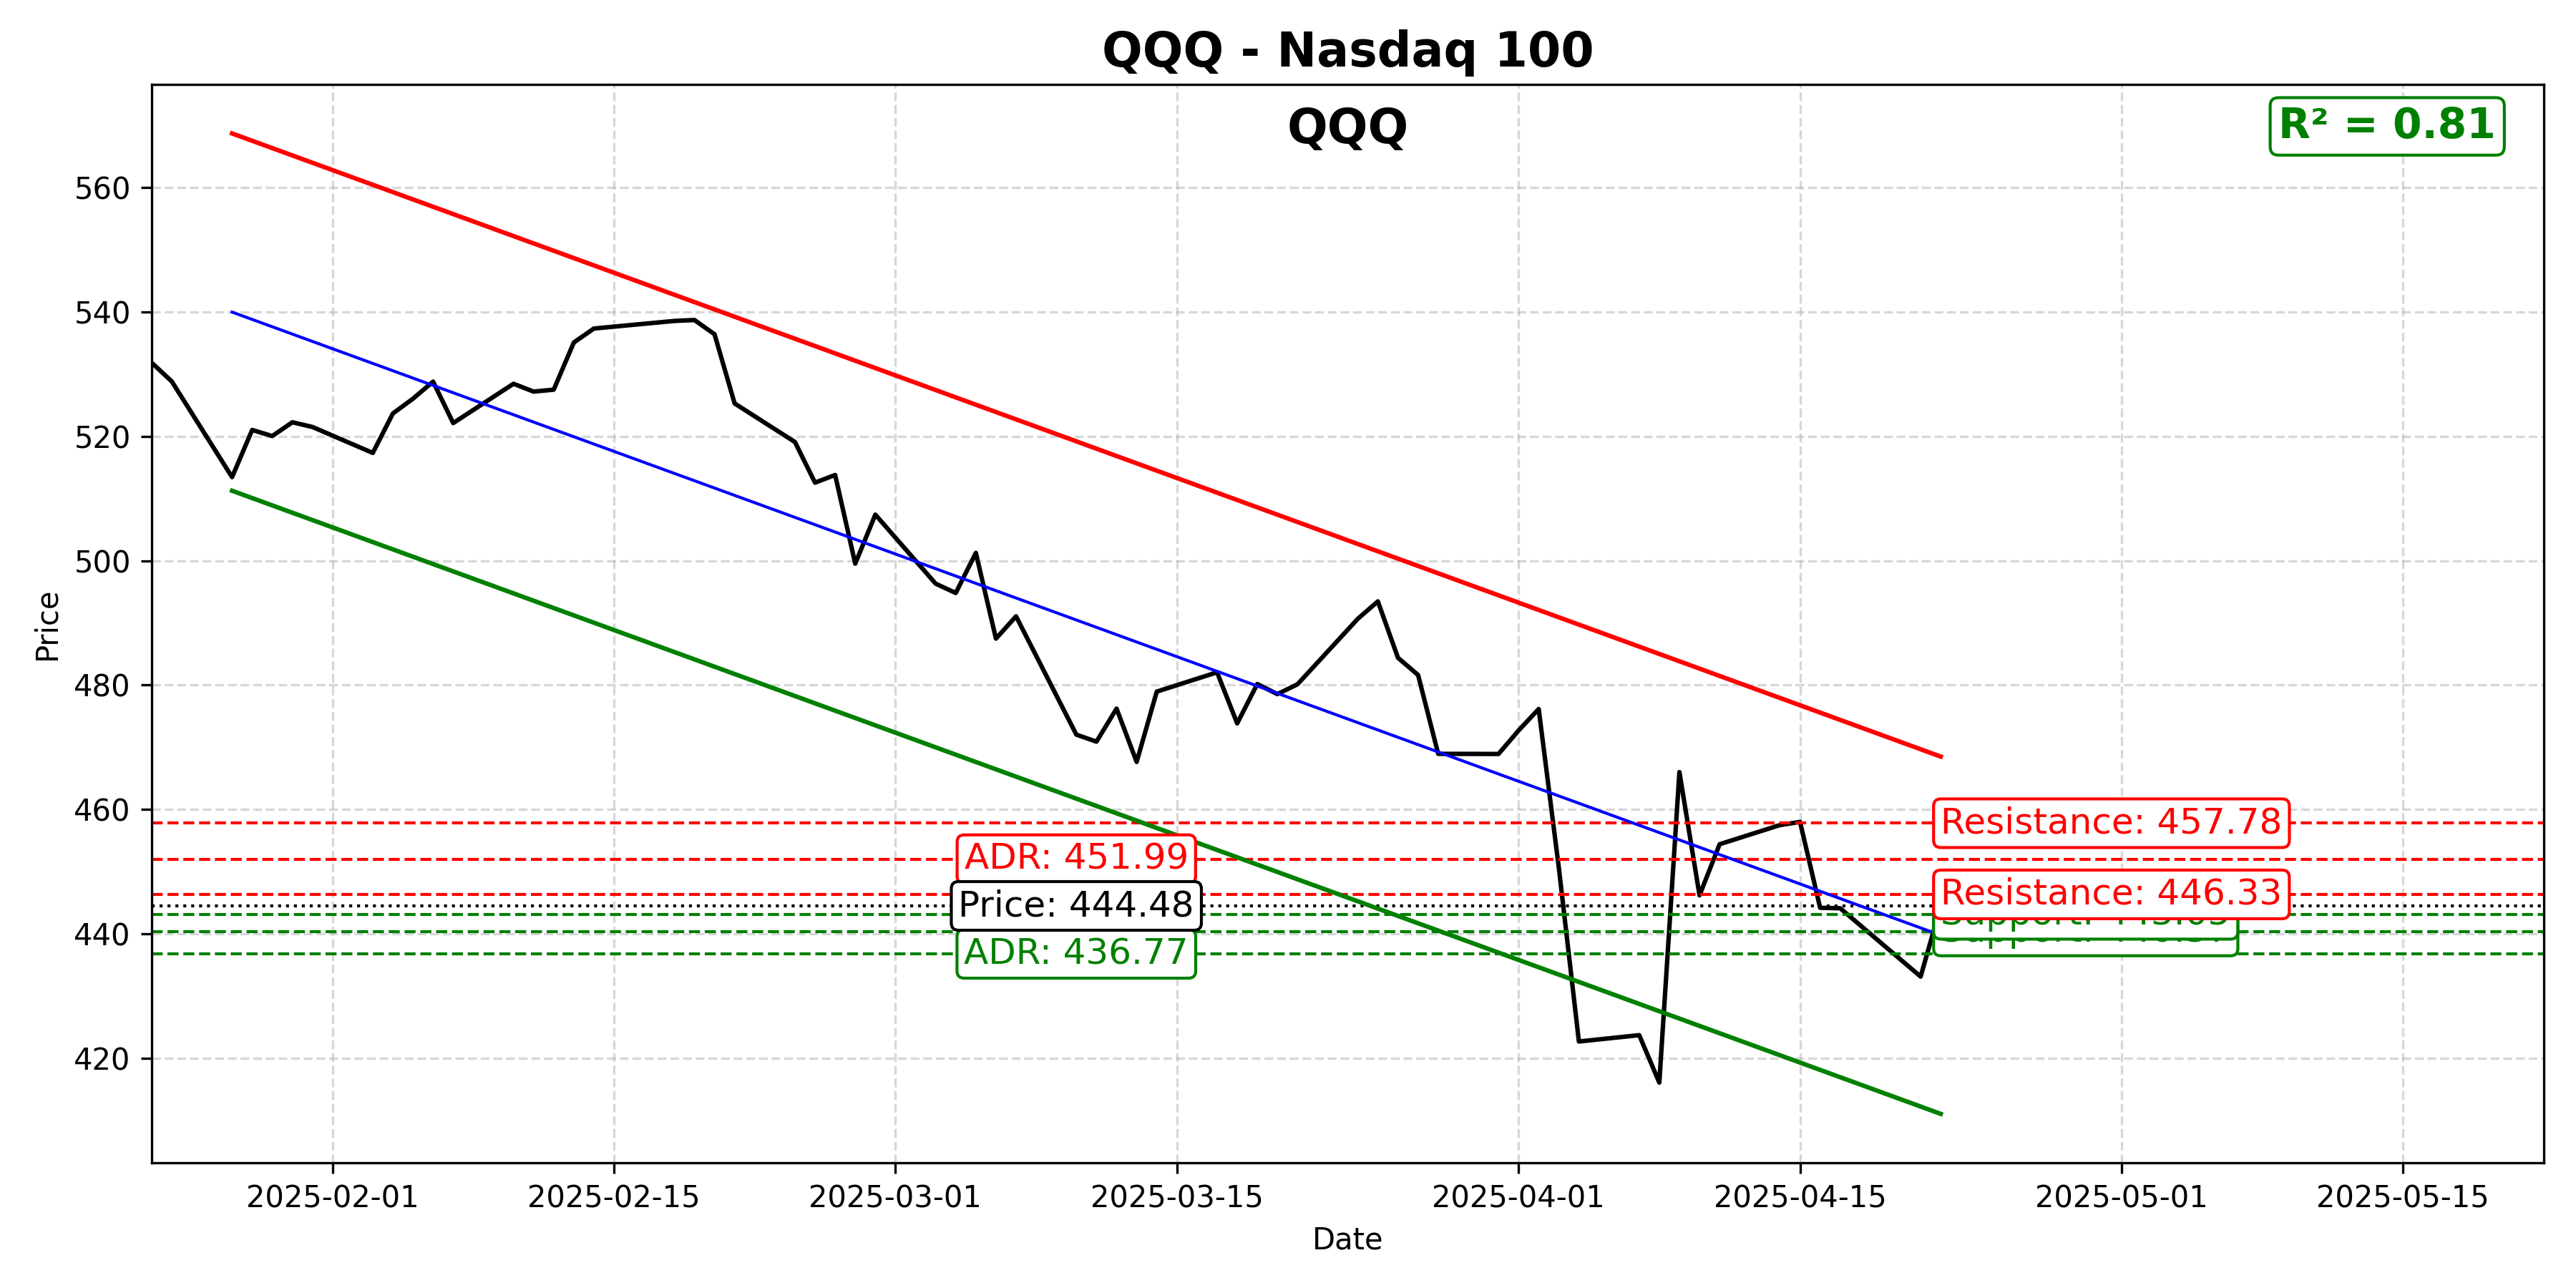 QQQ - Nasdaq 100
QQQ
R² = 0.81
Price
560
540
520
500
480
460
440
420
Resistance: 457.78
ADR: 451.99
Resistance: 446.33
Price: 444.48
ADR: 436.77
2025-02-01
2025-02-15
2025-03-01
2025-03-15
2025-04-01
2025-04-15
2025-05-01
2025-05-15
Date